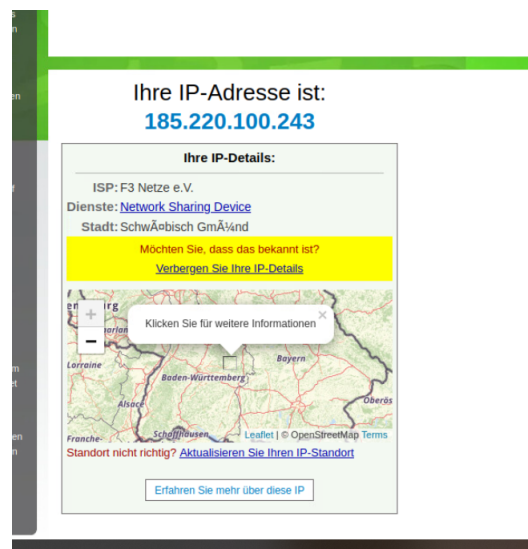 s
n
en
f
m
et
en
n
Ihre IP-Adresse ist:
185.220.100.243
Ihre IP-Details:
ISP: F3 Netze e.V.
Dienste: Network Sharing Device
Stadt: SchwÃ¤bisch GmÃ¼nd
Möchten Sie, dass das bekannt ist?
Verbergen Sie Ihre IP-Details
+
−
Klicken Sie für weitere Informationen ×
Lorraine
Bayern
Baden-Württemberg
Alsace
Oberös
Schaffhausen
Franche-
Leaflet | © OpenStreetMap Terms
Standort nicht richtig? Aktualisieren Sie Ihren IP-Standort
Erfahren Sie mehr über diese IP